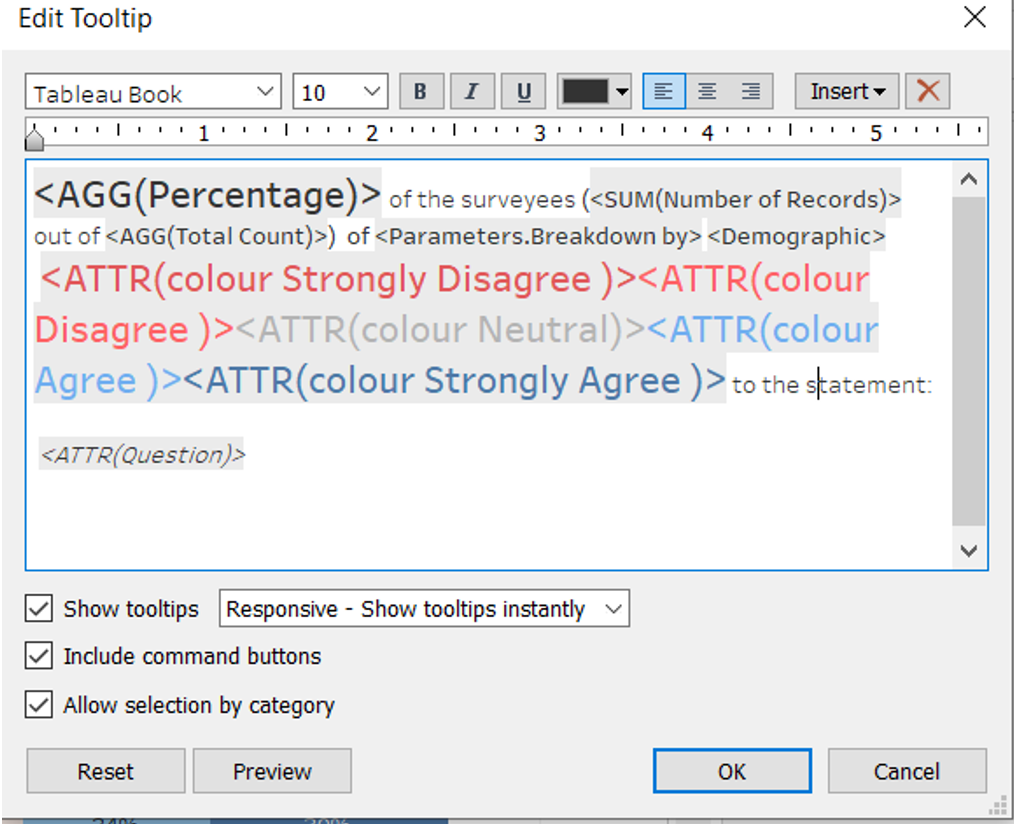 Edit Tooltip
Tableau Book 10 B I U Insert
1 2 3 4 5
<AGG(Percentage)> of the surveyees (<SUM(Number of Records)>
out of <AGG(Total Count)>) of <Parameters.Breakdown by> <Demographic>
<ATTR(colour Strongly Disagree )><ATTR(colour
Disagree )><ATTR(colour Neutral)><ATTR(colour
Agree )><ATTR(colour Strongly Agree )> to the statement:
<ATTR(Question)>
Show tooltips Responsive - Show tooltips instantly
Include command buttons
Allow selection by category
Reset Preview OK Cancel